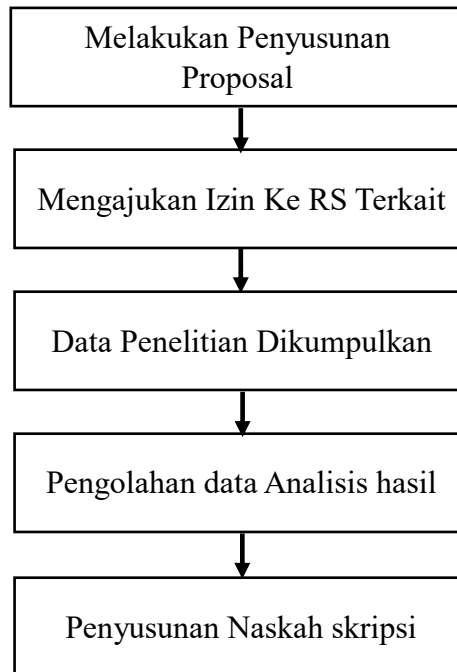 Melakukan Penyusunan
Proposal
Mengajukan Izin Ke RS Terkait
Data Penelitian Dikumpulkan
Pengolahan data Analisis hasil
Penyusunan Naskah skripsi